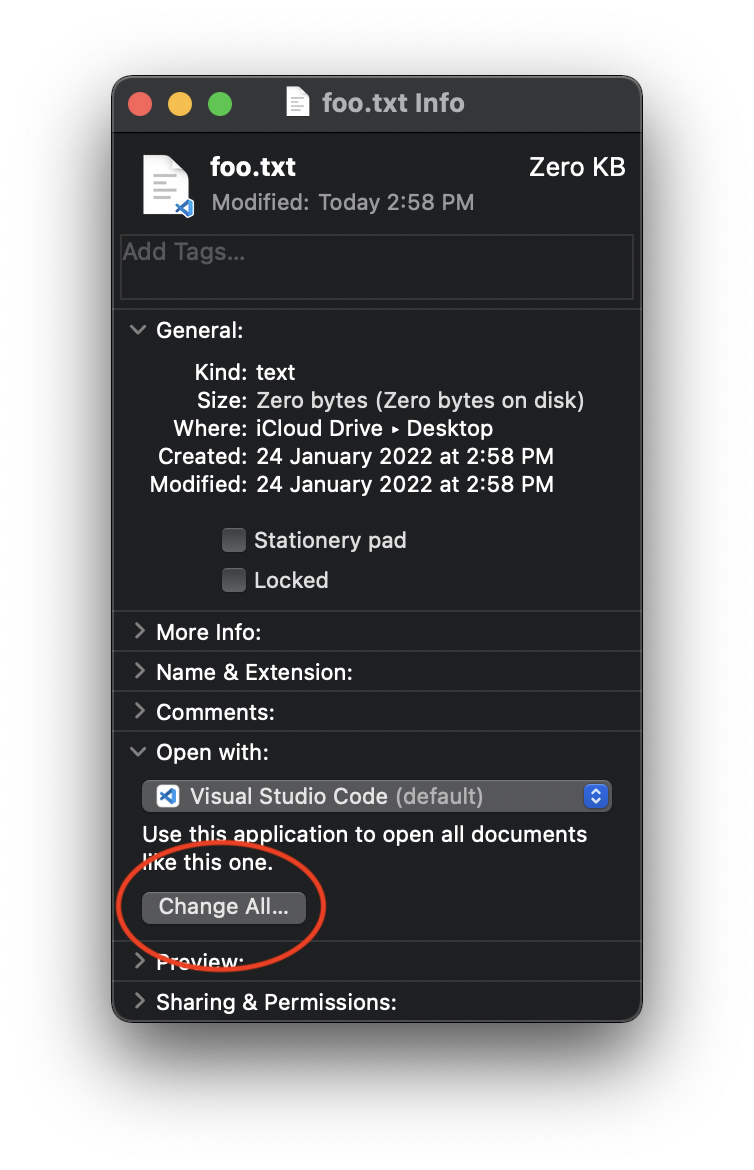 foo.txt Info
foo.txt Zero KB
Modified: Today 2:58 PM
Add Tags...
General:
Kind: text
Size: Zero bytes (Zero bytes on disk)
Where: iCloud Drive ▸ Desktop
Created: 24 January 2022 at 2:58 PM
Modified: 24 January 2022 at 2:58 PM
Stationery pad
Locked
More Info:
Name & Extension:
Comments:
Open with:
Visual Studio Code (default)
Use this application to open all documents
like this one.
Change All...
Preview:
Sharing & Permissions: